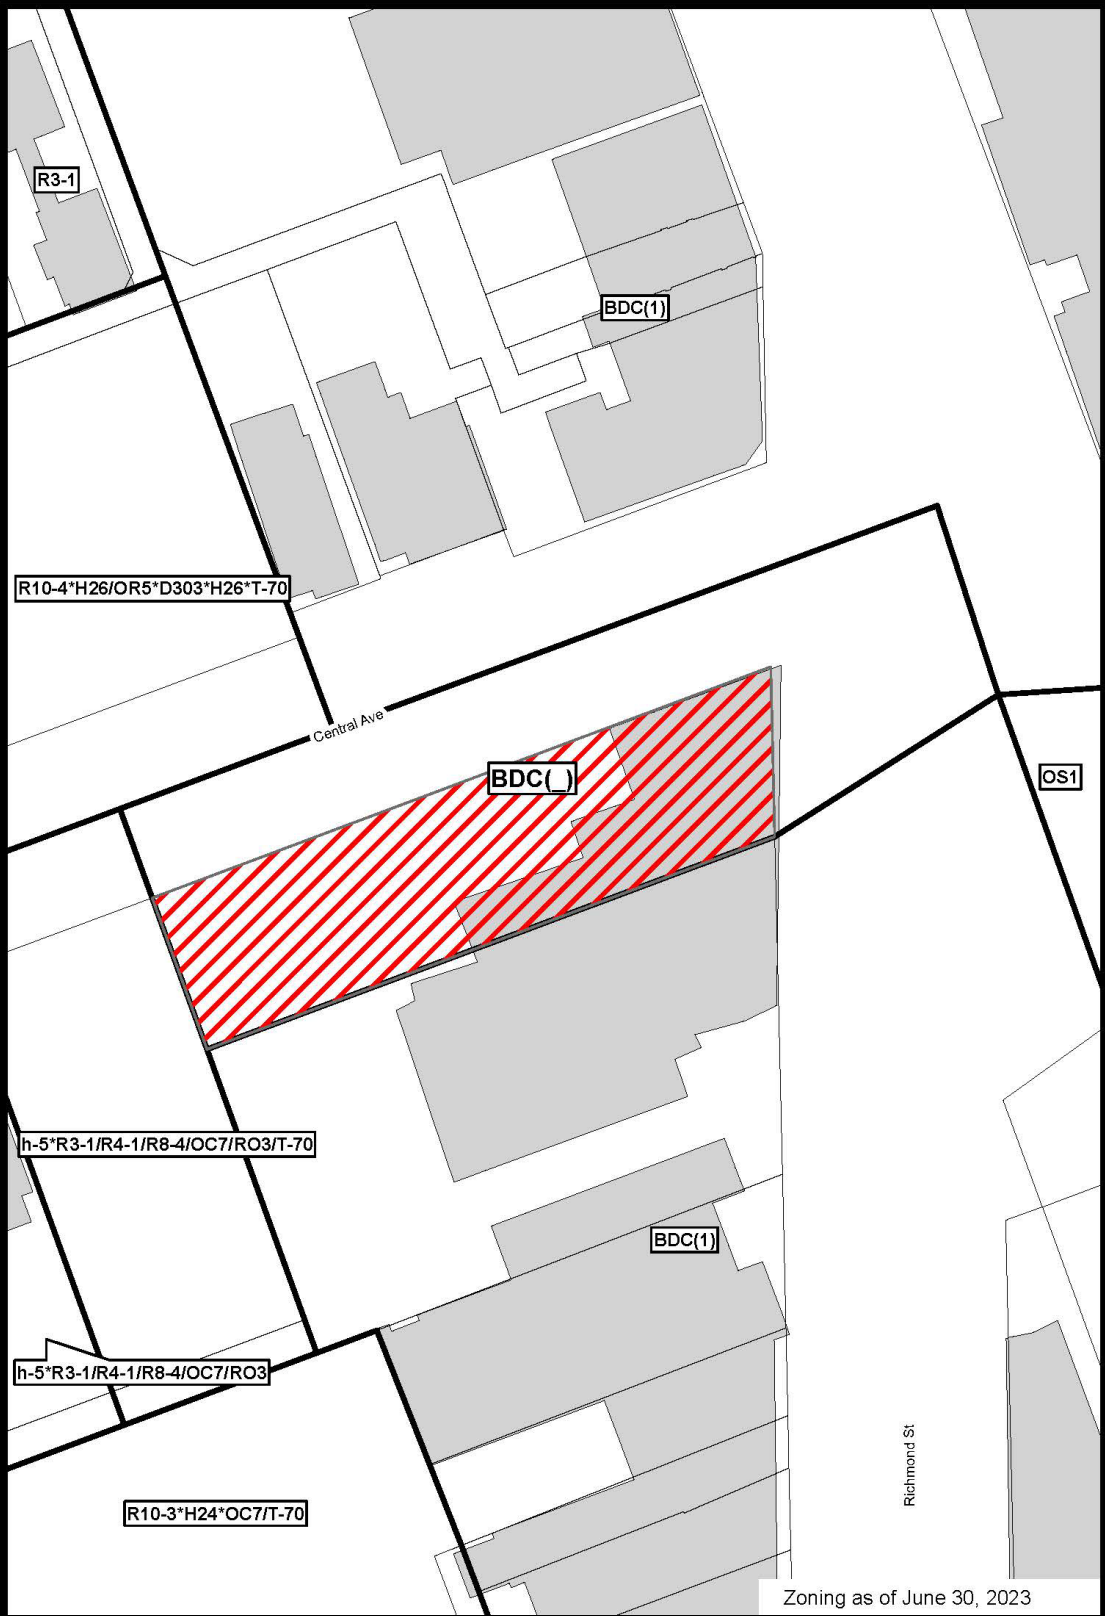 R3-1
BDC(1)
R10-4*H26/OR5*D303*H26*T-70
Central Ave
BDC(_)
OS1
h-5*R3-1/R4-1/R8-4/OC7/RO3/T-70
BDC(1)
h-5*R3-1/R4-1/R8-4/OC7/RO3
Richmond St
R10-3*H24*OC7/T-70
Zoning as of June 30, 2023